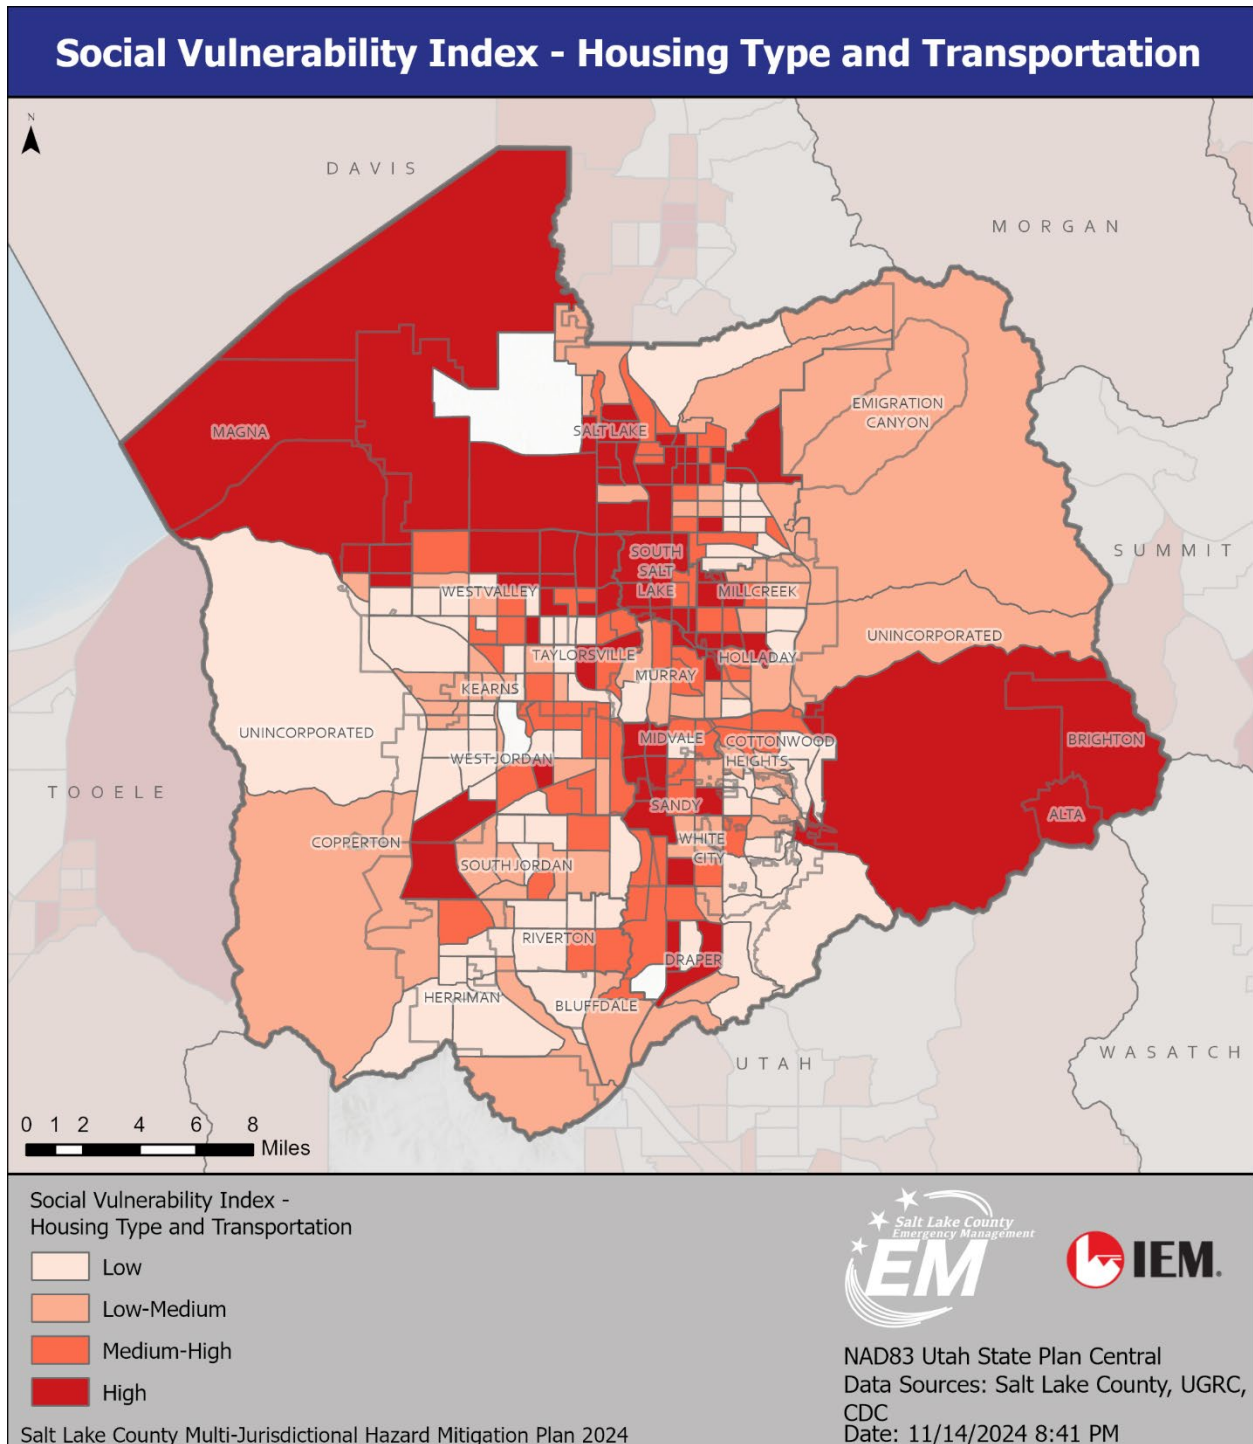 Social Vulnerability Index - Housing Type and Transportation
N
DAVIS
MORGAN
EMIGRATION
CANYON
MAGNA
SALT LAKE
SUMMIT
SOUTH
SALT
LAKE
WEST VALLEY
MILLCREEK
UNINCORPORATED
TAYLORSVILLE
HOLLADAY
MURRAY
KEARNS
UNINCORPORATED
MIDVALE
COTTONWOOD
HEIGHTS
BRIGHTON
WEST JORDAN
TOOELE
SANDY
ALTA
COPPERTON
WHITE
CITY
SOUTH JORDAN
RIVERTON
DRAPER
HERRIMAN
BLUFFDALE
UTAH
WASATCH
0 1 2 4 6 8
Miles
Social Vulnerability Index -
Housing Type and Transportation
Low
Low-Medium
Medium-High
High
Salt Lake County Multi-Jurisdictional Hazard Mitigation Plan 2024
Salt Lake County
Emergency Management
EM
IEM.
NAD83 Utah State Plan Central
Data Sources: Salt Lake County, UGRC,
CDC
Date: 11/14/2024 8:41 PM